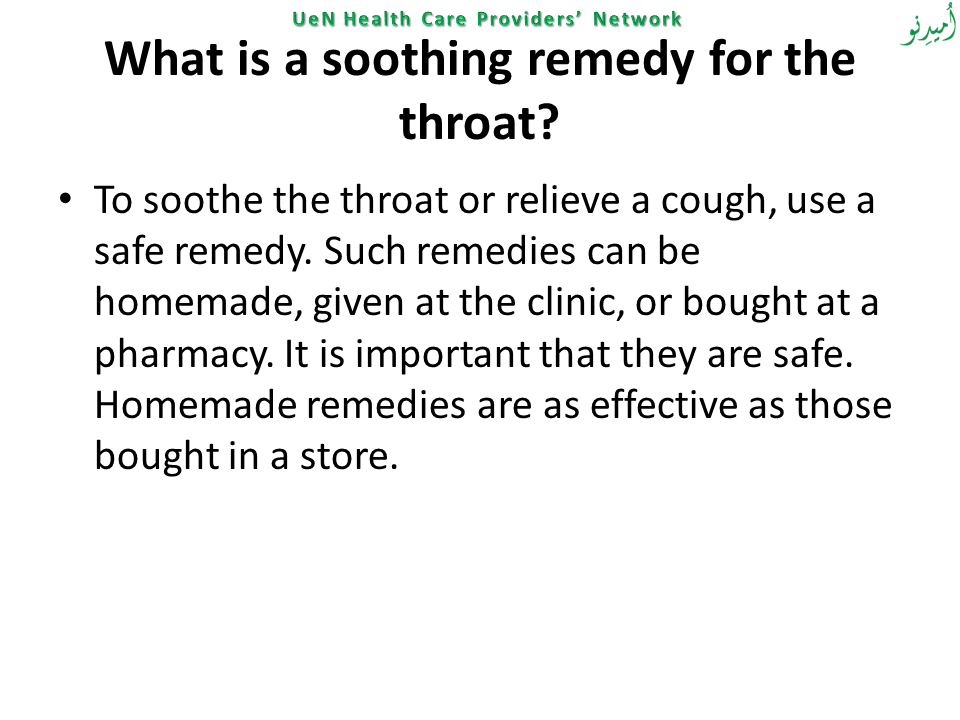 UeN Health Care Providers’ Network
اُمیدِنو
What is a soothing remedy for the
throat?
• To soothe the throat or relieve a cough, use a
safe remedy. Such remedies can be
homemade, given at the clinic, or bought at a
pharmacy. It is important that they are safe.
Homemade remedies are as effective as those
bought in a store.